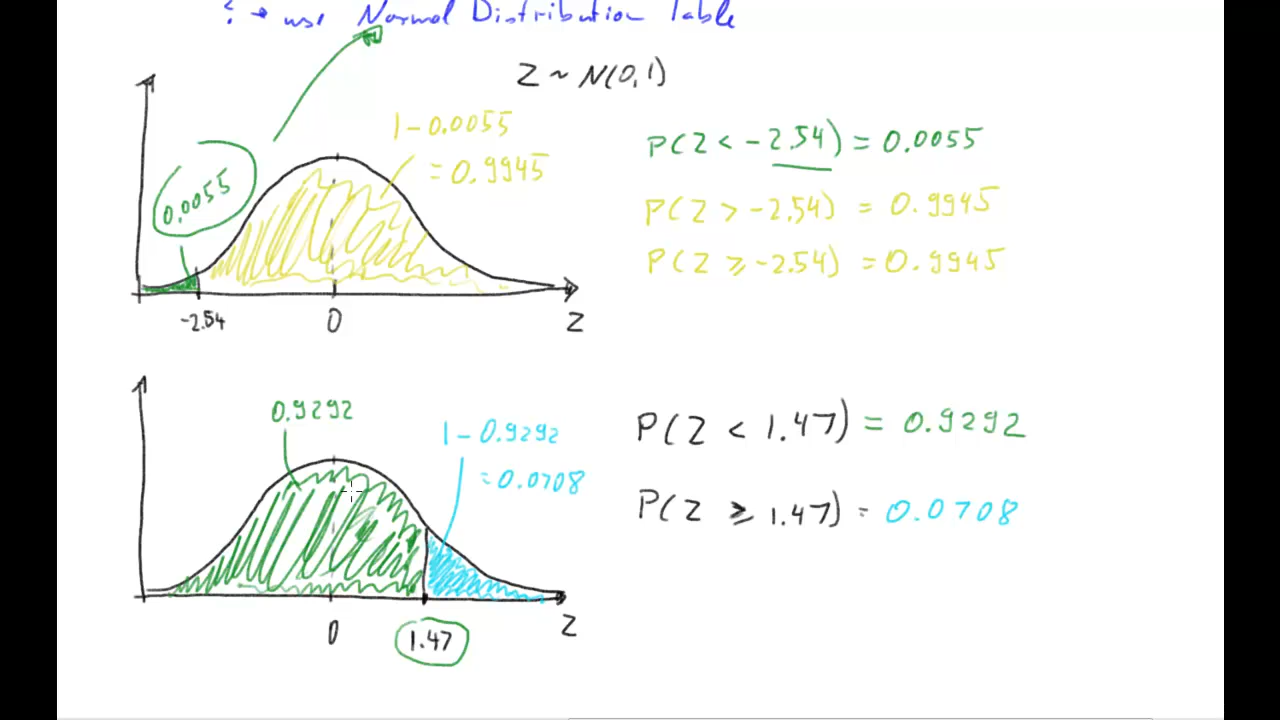 : → use Normal Distribution Table
Z ~ N(0,1)
1-0.0055
= 0.9945
0.0055
-2.54
0
Z
P(Z < -2.54) = 0.0055
P(Z > -2.54) = 0.9945
P(Z ≥ -2.54) = 0.9945
0.9292
1-0.9292
= 0.0708
0
1.47
Z
P(Z < 1.47) = 0.9292
P(Z ≥ 1.47) = 0.0708